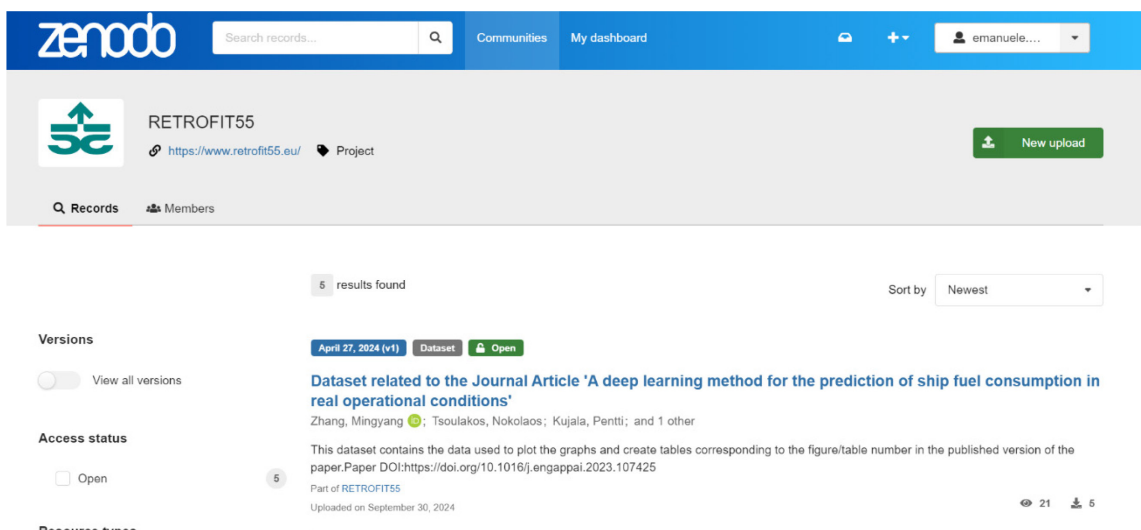 zenodo
Search records...
Communities
My dashboard
emanuele....
RETROFIT55
https://www.retrofit55.eu/
Project
New upload
Records
Members
5 results found
Sort by
Newest
Versions
View all versions
April 27, 2024 (v1)
Dataset
Open
Dataset related to the Journal Article 'A deep learning method for the prediction of ship fuel consumption in
real operational conditions'
Zhang, Mingyang; Tsoulakos, Nokolaos; Kujala, Pentti; and 1 other
Access status
Open
5
This dataset contains the data used to plot the graphs and create tables corresponding to the figure/table number in the published version of the
paper.Paper DOI:https://doi.org/10.1016/j.engappai.2023.107425
Part of RETROFIT55
Uploaded on September 30, 2024
21
5